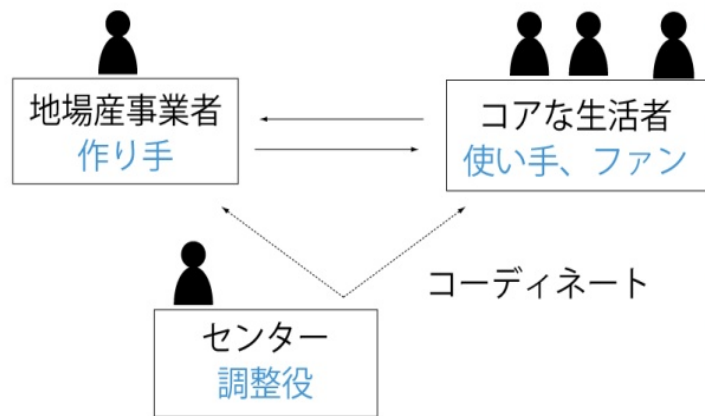 地場産事業者
作り手
コアな生活者
使い手、ファン
コーディネート
センター
調整役